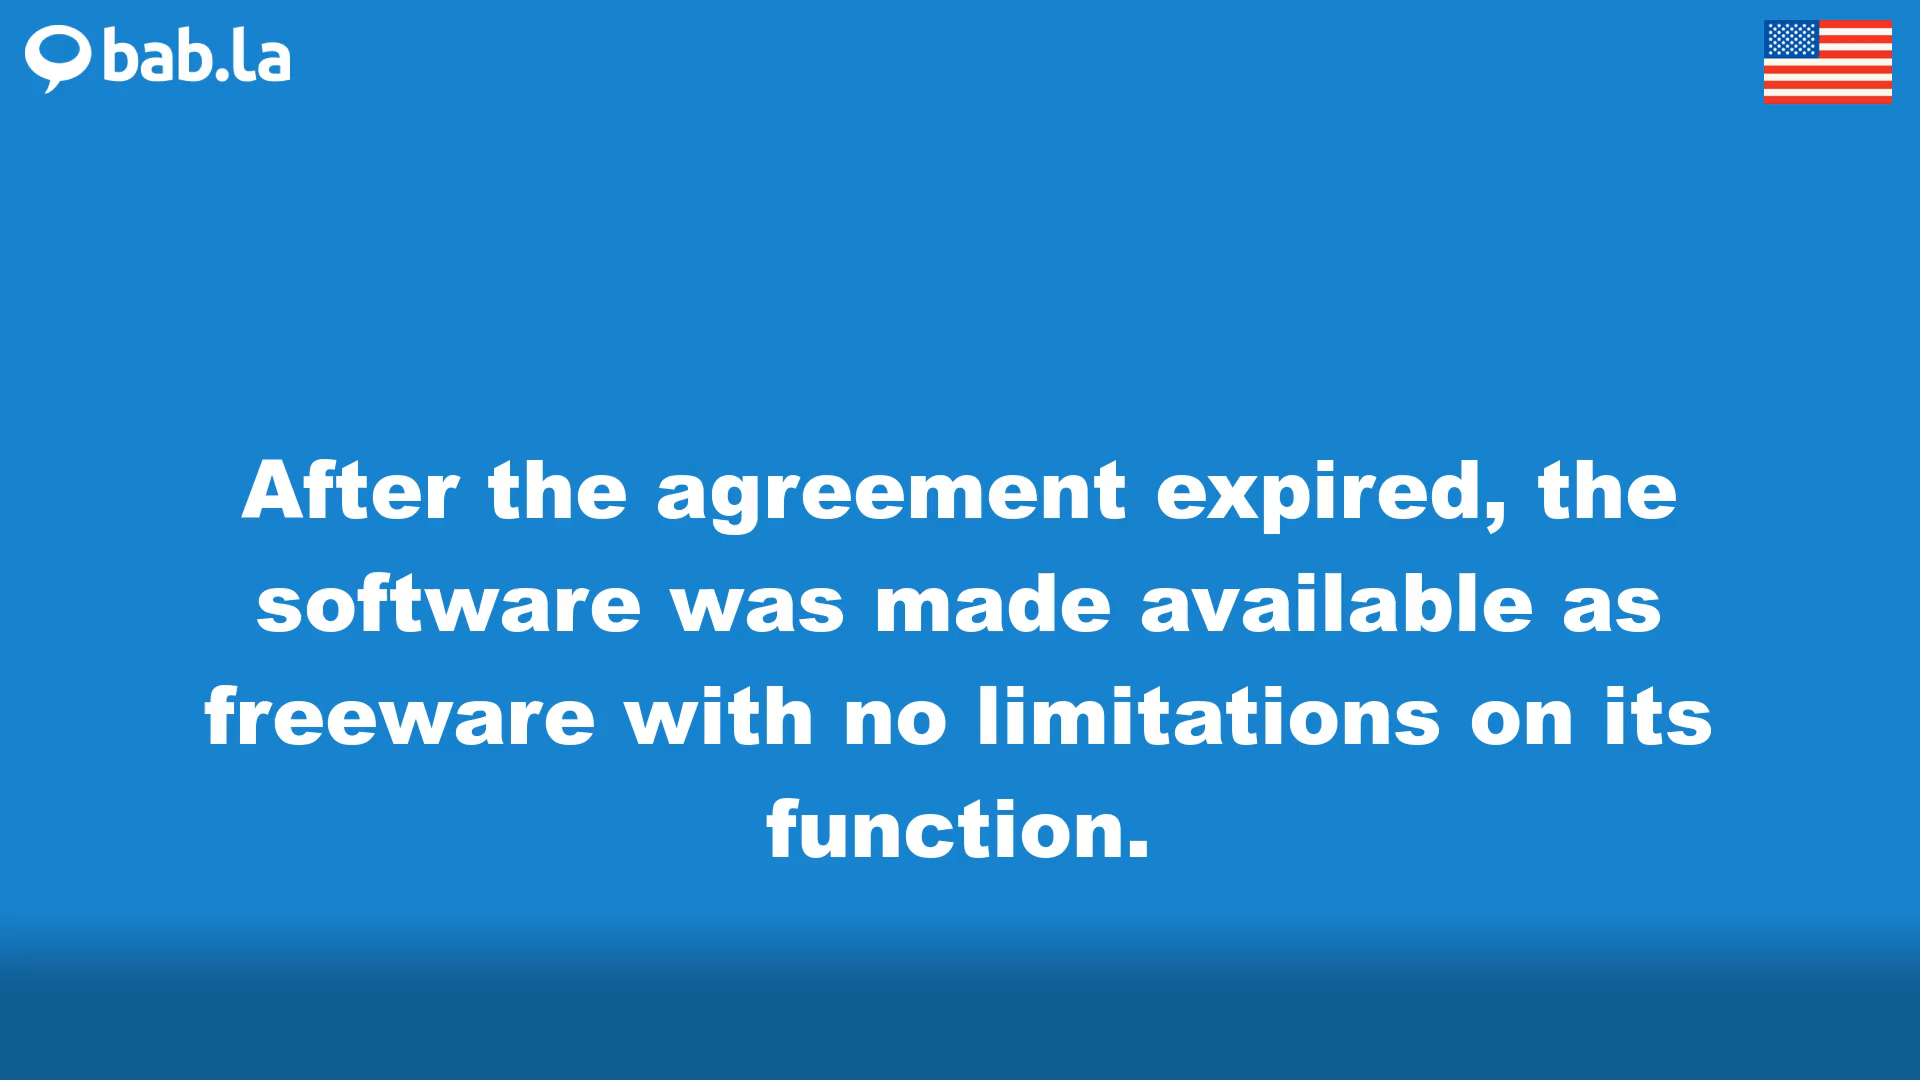 bab.la
After the agreement expired, the
software was made available as
freeware with no limitations on its
function.